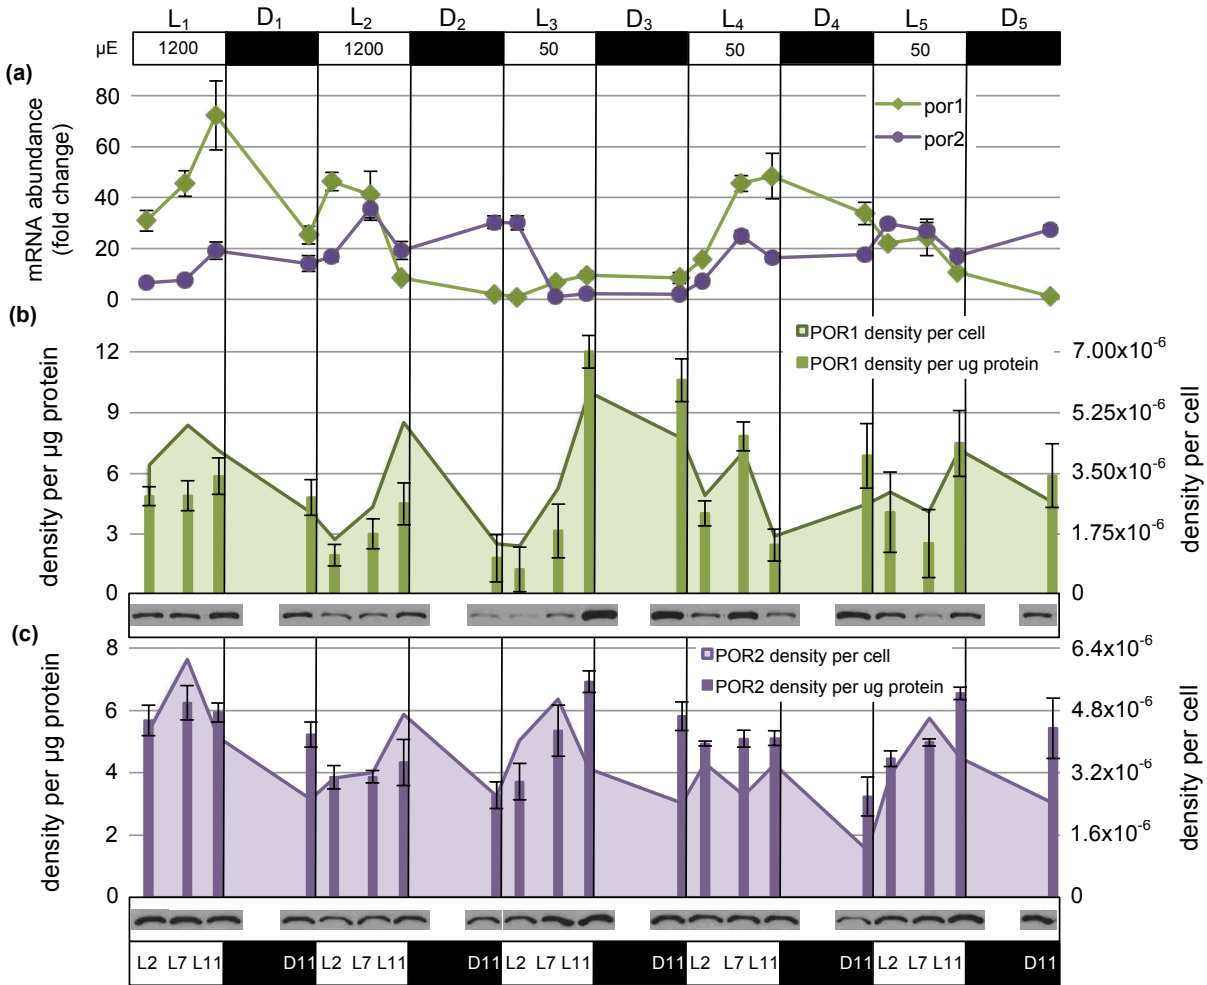 L1 D1 L2 D2 L3 D3 L4 D4 L5 D5
µE 1200 1200 50 50 50
(a)
mRNA abundance
(fold change)
80
60
40
20
0
por1
por2
(b)
density per µg protein
12
9
6
3
0
POR1 density per cell
POR1 density per ug protein
7.00x10-6
5.25x10-6
3.50x10-6
1.75x10-6
0
density per cell
(c)
density per µg protein
8
6
4
2
0
POR2 density per cell
POR2 density per ug protein
6.4x10-6
4.8x10-6
3.2x10-6
1.6x10-6
0
density per cell
L2 L7 L11 D11 L2 L7 L11 D11 L2 L7 L11 D11 L2 L7 L11 D11 L2 L7 L11 D11